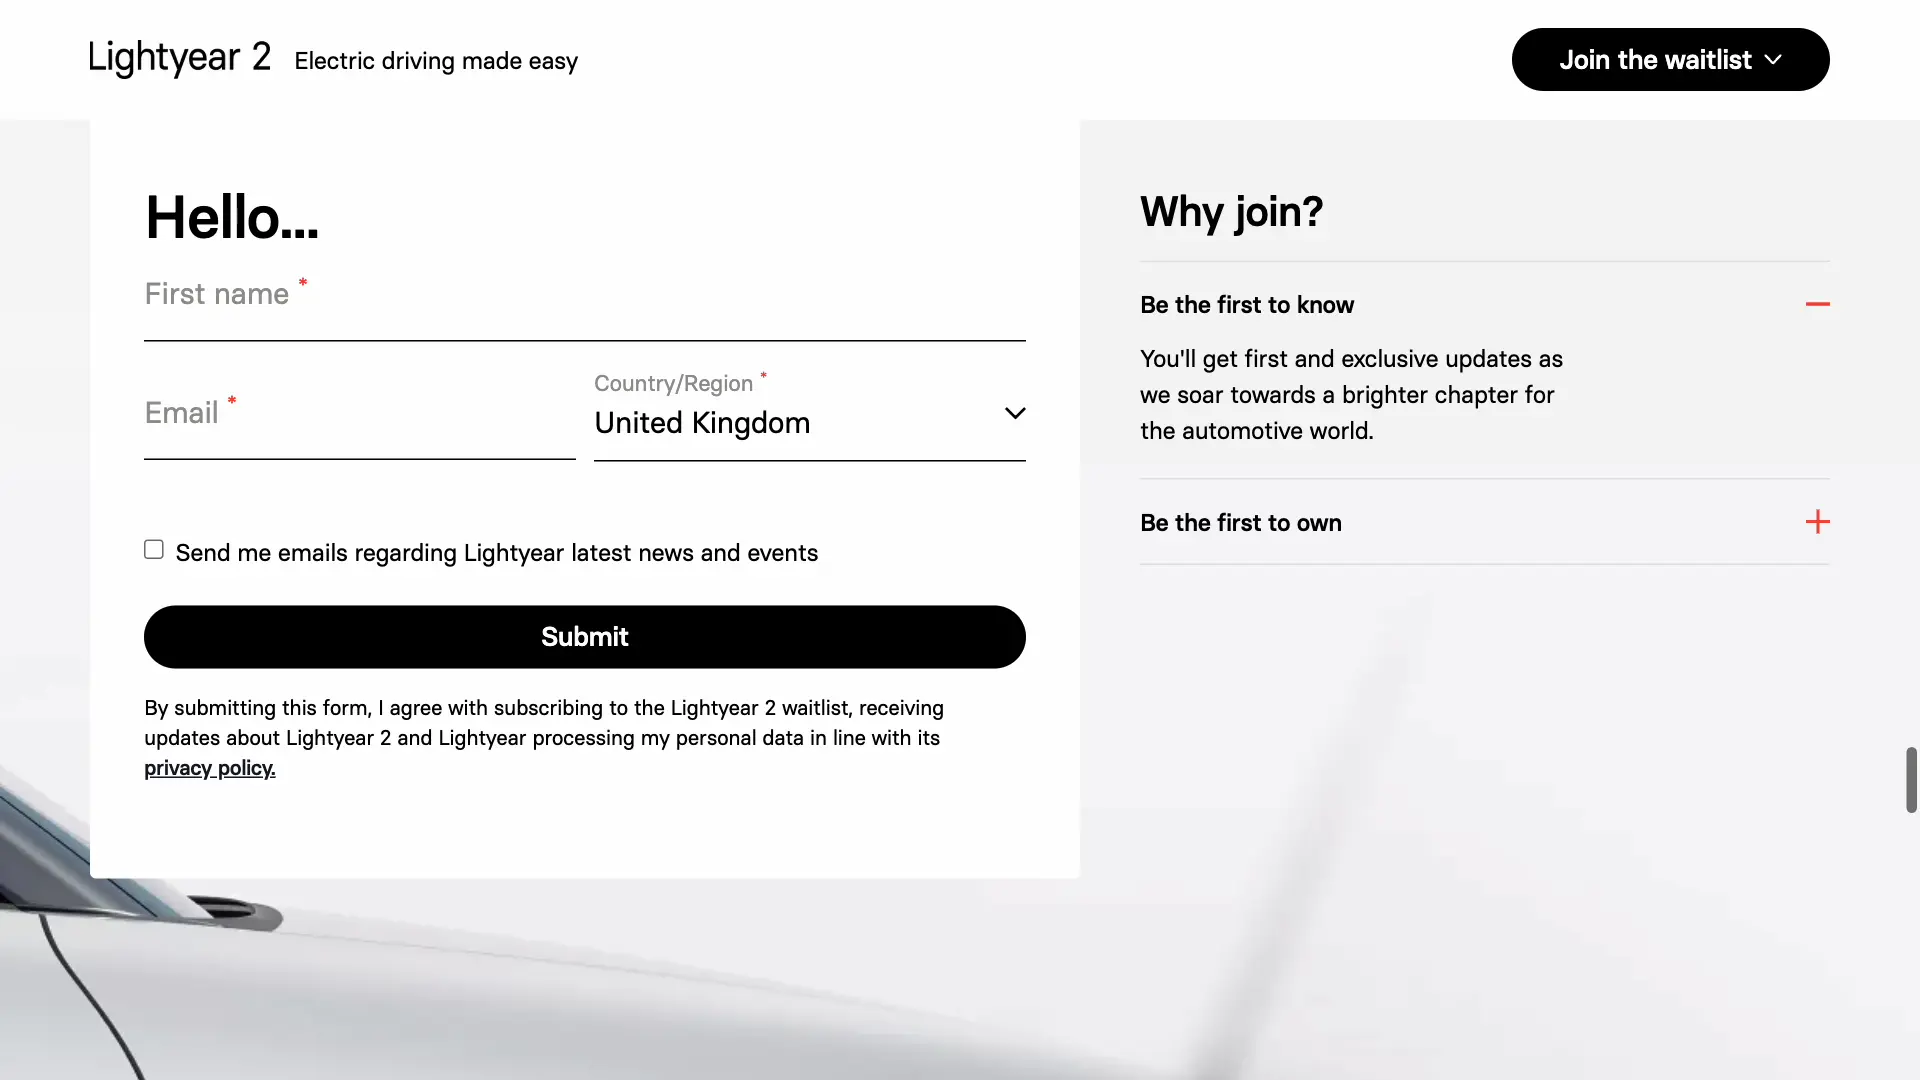 Lightyear 2
Electric driving made easy
Join the waitlist
Hello...
First name *
Email *
Country/Region *
United Kingdom
Send me emails regarding Lightyear latest news and events
Submit
By submitting this form, I agree with subscribing to the Lightyear 2 waitlist, receiving
updates about Lightyear 2 and Lightyear processing my personal data in line with its
privacy policy.
Why join?
Be the first to know
You'll get first and exclusive updates as
we soar towards a brighter chapter for
the automotive world.
Be the first to own